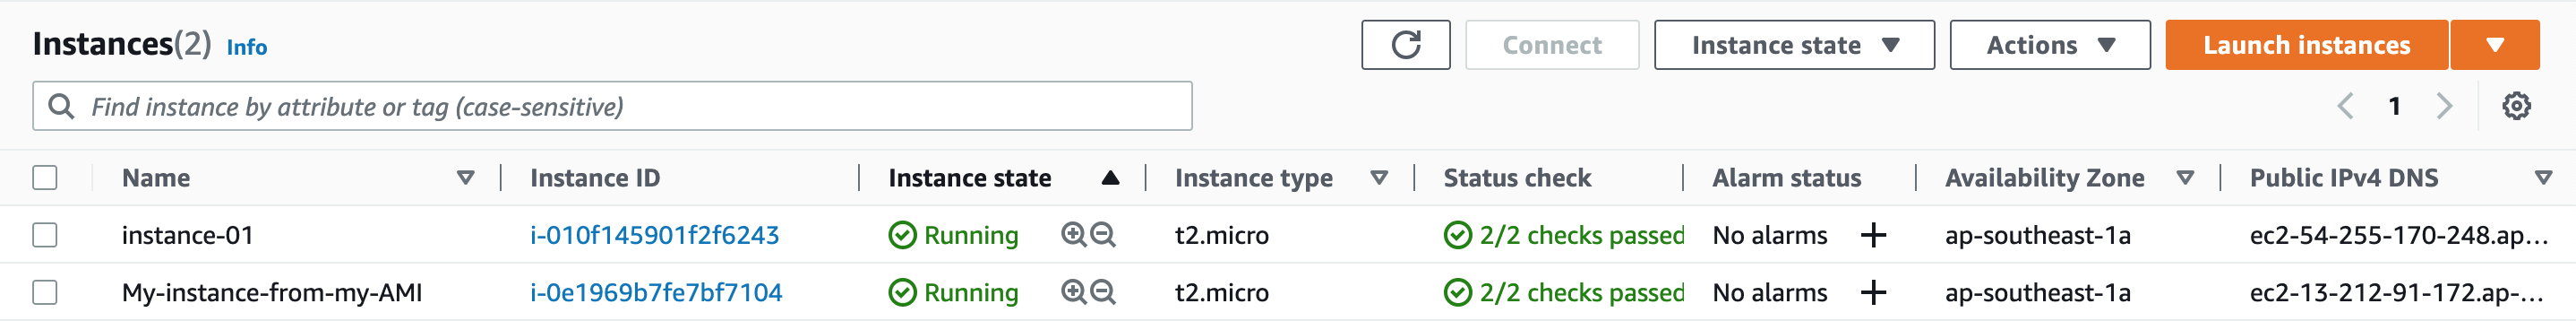 Instances(2) Info
Connect Instance state Actions Launch instances
Find instance by attribute or tag (case-sensitive)
1
Name Instance ID Instance state Instance type Status check Alarm status Availability Zone Public IPv4 DNS
instance-01 i-010f145901f2f6243 Running t2.micro 2/2 checks passed No alarms + ap-southeast-1a ec2-54-255-170-248.ap...
My-instance-from-my-AMI i-0e1969b7fe7bf7104 Running t2.micro 2/2 checks passed No alarms + ap-southeast-1a ec2-13-212-91-172.ap-...